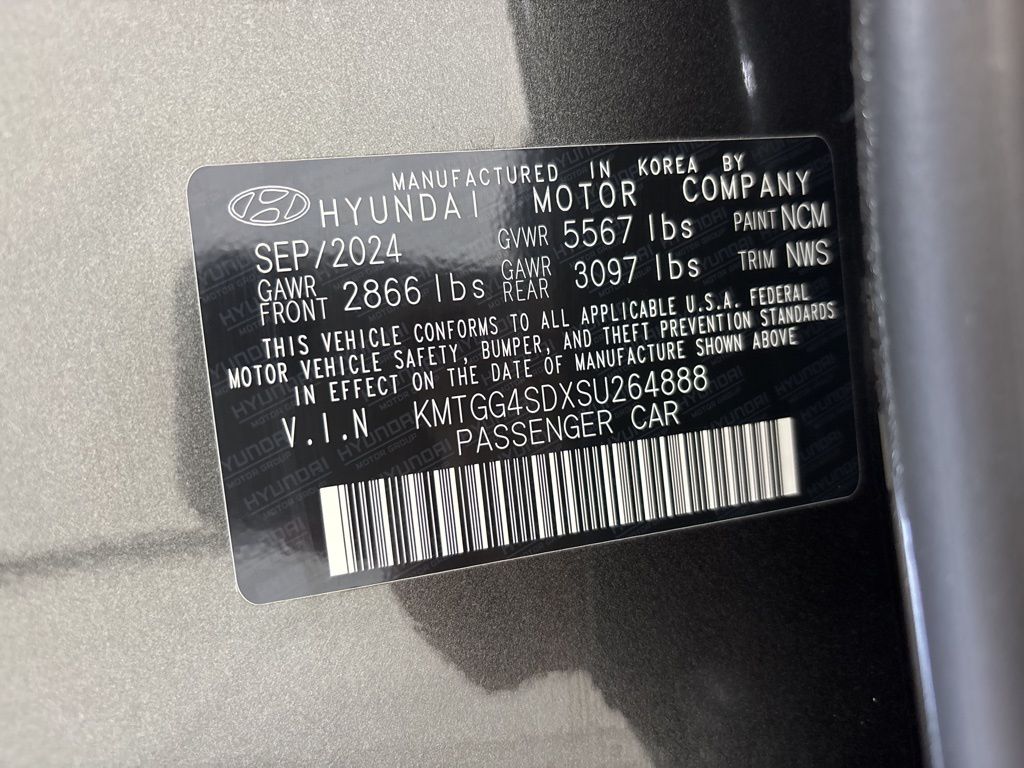 MANUFACTURED IN KOREA BY
HYUNDAI MOTOR COMPANY
SEP/2024 GVWR 5567 lbs PAINT NCM
GAWR FRONT 2866 lbs GAWR REAR 3097 lbs TRIM NWS
THIS VEHICLE CONFORMS TO ALL APPLICABLE U.S.A. FEDERAL
MOTOR VEHICLE SAFETY, BUMPER, AND THEFT PREVENTION STANDARDS
IN EFFECT ON THE DATE OF MANUFACTURE SHOWN ABOVE
V.I.N KMTGG4SDXSU264888
PASSENGER CAR